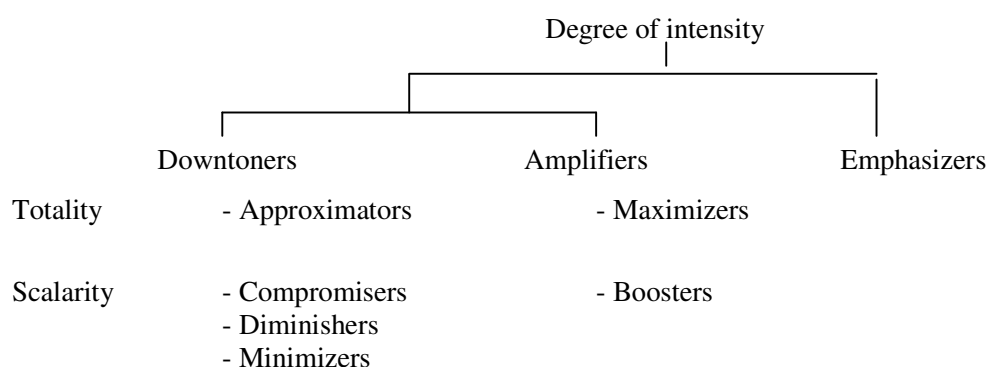 Degree of intensity
Downtoners Amplifiers Emphasizers
Totality - Approximators - Maximizers
Scalarity - Compromisers - Boosters
- Diminishers
- Minimizers